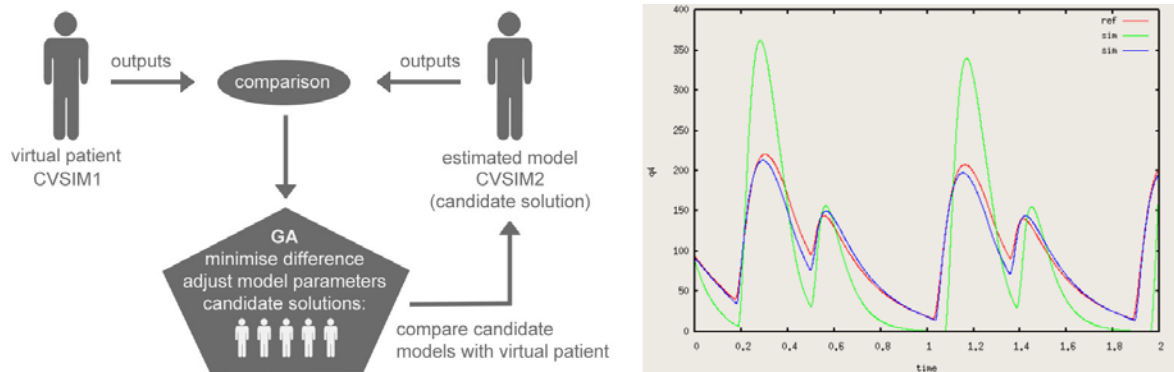 outputs
outputs
comparison
virtual patient
CVSIM1
estimated model
CVSIM2
(candidate solution)
GA
minimise difference
adjust model parameters
candidate solutions:
compare candidate
models with virtual patient
400
350
300
250
200
150
100
50
0
q4
ref
sim
sim
0
0.2
0.4
0.6
0.8
1
1.2
1.4
1.6
1.8
2
time